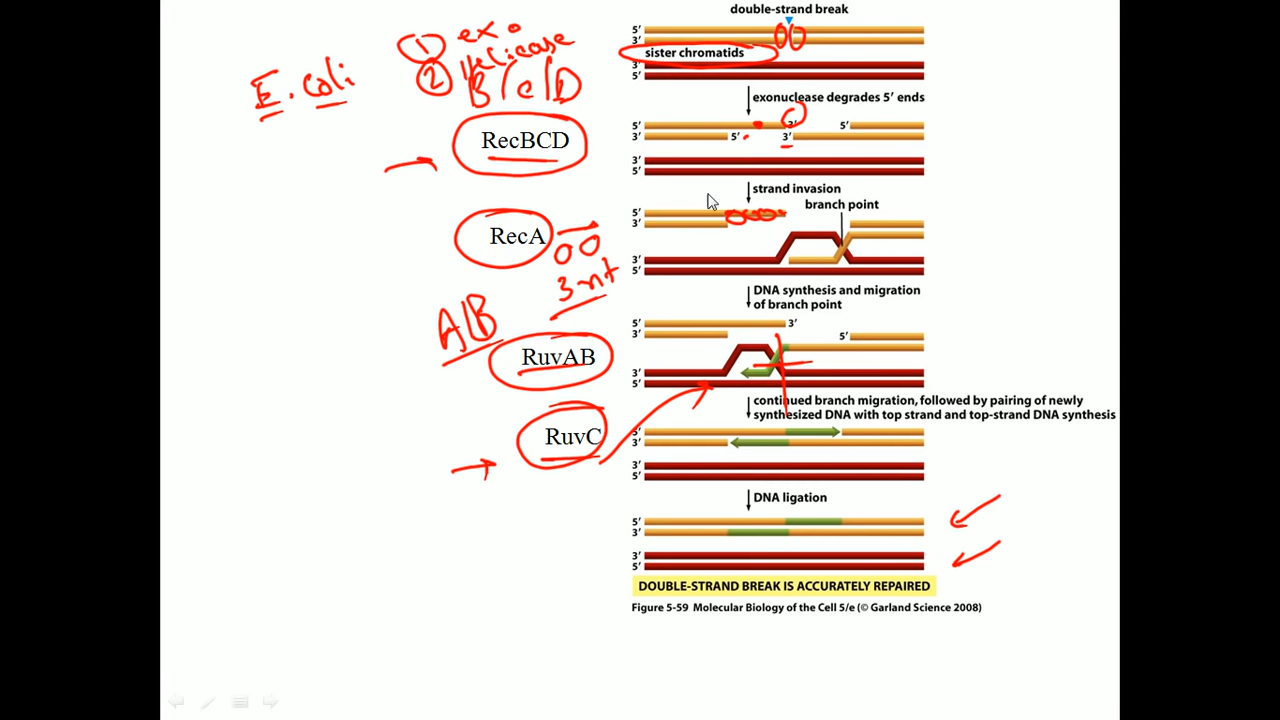 double-strand break
5’
3’
sister chromatids
3’
5’
exonuclease degrades 5’ ends
5’ 3’ 5’
3’ 5’ 3’
3’
5’
strand invasion
branch point
5’
3’
3’
5’
DNA synthesis and migration
of branch point
5’ 3’
3’ 5’
3’
5’
continued branch migration, followed by pairing of newly
synthesized DNA with top strand and top-strand DNA synthesis
5’
3’
3’
5’
DNA ligation
5’
3’
3’
5’
DOUBLE-STRAND BREAK IS ACCURATELY REPAIRED
Figure 5-59 Molecular Biology of the Cell 5/e (© Garland Science 2008)
E. coli
1 exo
2 helicase
B/C/D
RecBCD
RecA
3-nt
A/B
RuvAB
RuvC